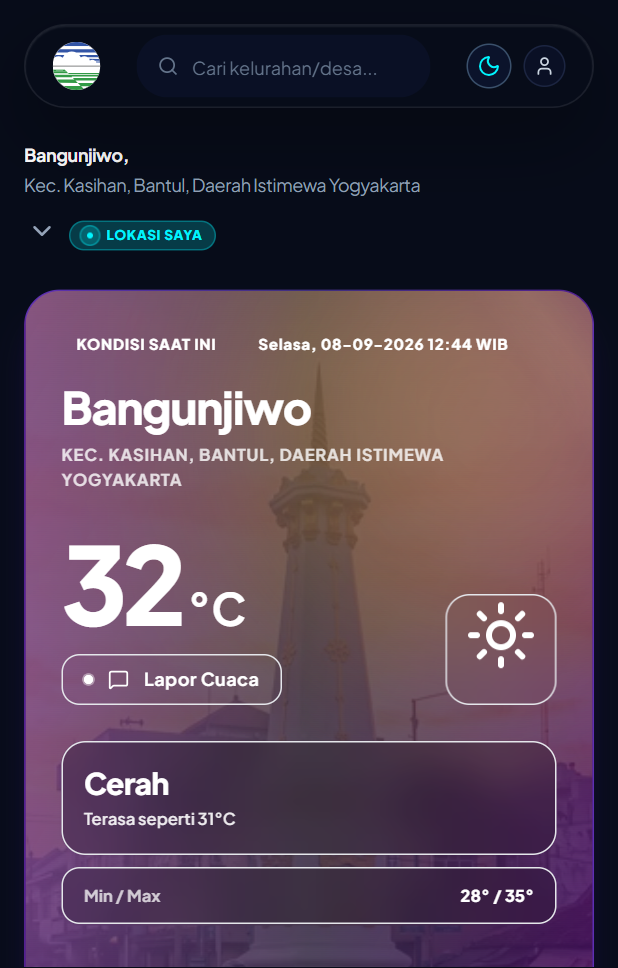 Cari kelurahan/desa...
Bangunjiwo,
Kec. Kasihan, Bantul, Daerah Istimewa Yogyakarta
LOKASI SAYA
KONDISI SAAT INI Selasa, 08-09-2026 12:44 WIB
Bangunjiwo
KEC. KASIHAN, BANTUL, DAERAH ISTIMEWA
YOGYAKARTA
32°C
Lapor Cuaca
Cerah
Terasa seperti 31°C
Min / Max 28° / 35°